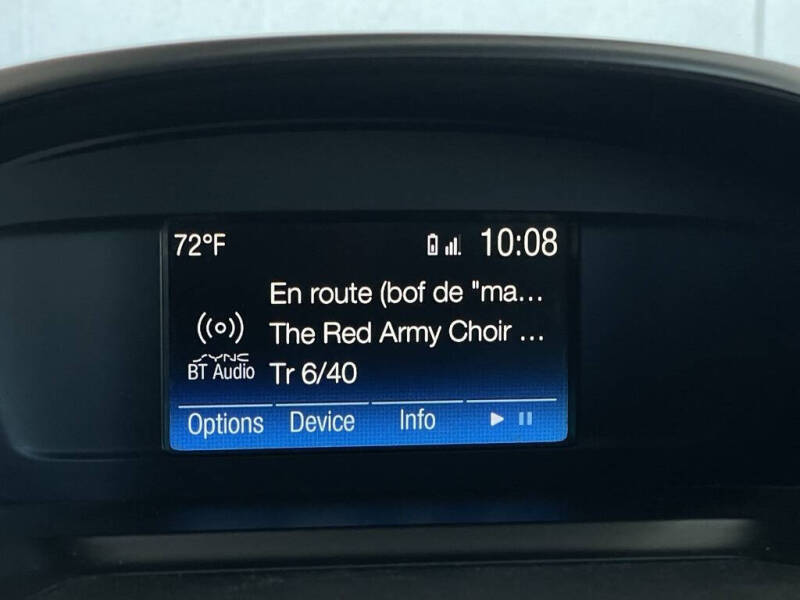 72°F 10:08
En route (bof de "ma...
The Red Army Choir ...
SYNC
BT Audio Tr 6/40
Options Device Info